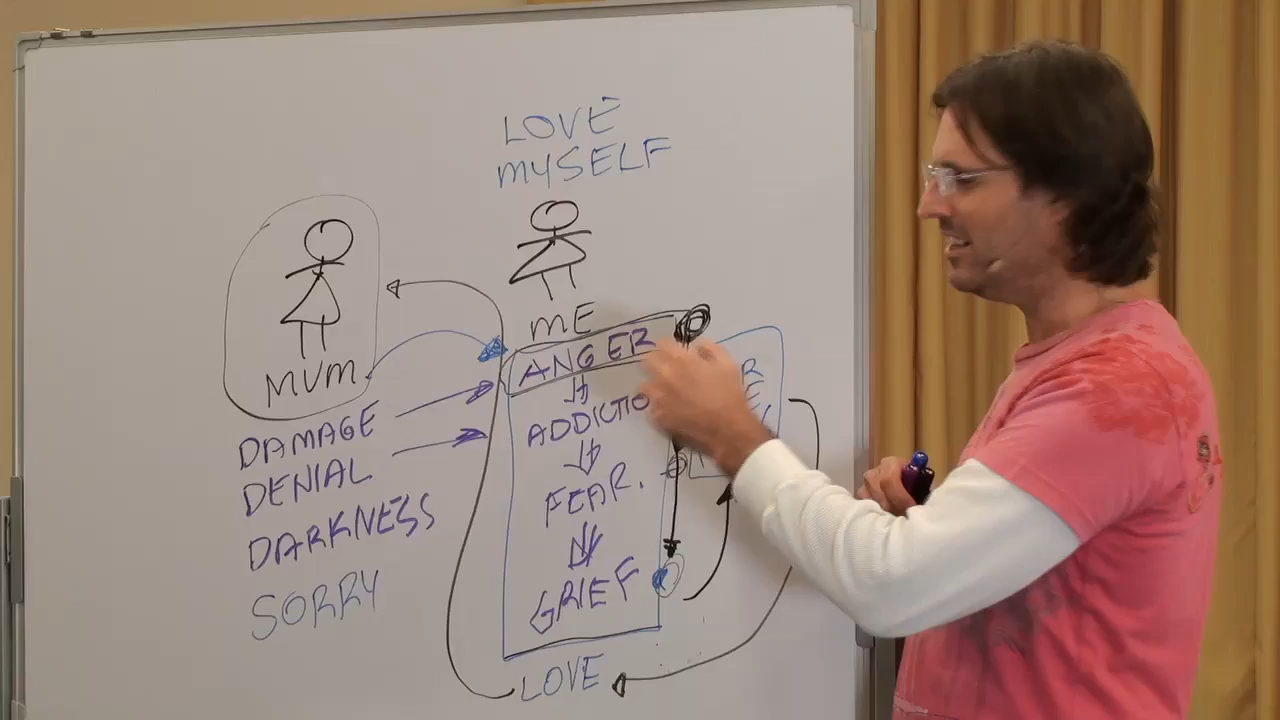 LOVE
MYSELF
MUM
ME
DAMAGE
DENIAL
DARKNESS
SORRY
ANGER
FEAR.
GRIEF
LOVE